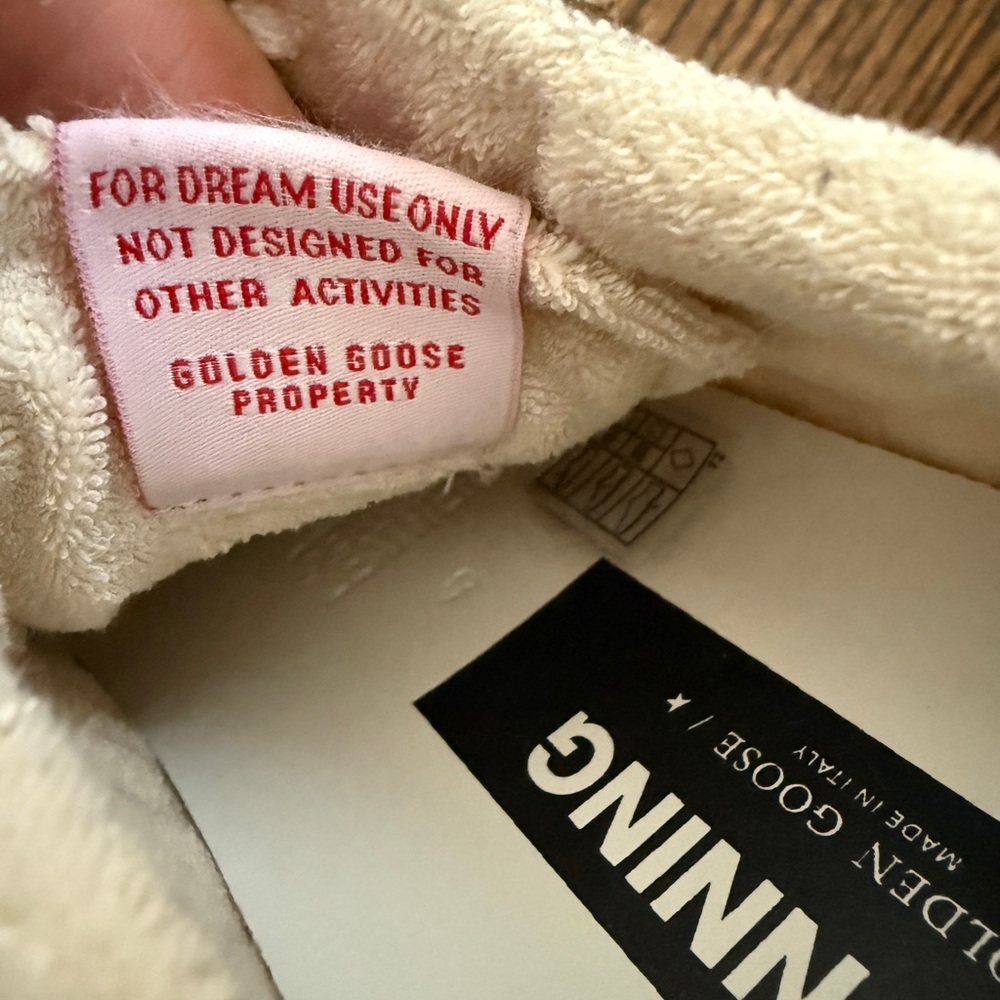 FOR DREAM USE ONLY
NOT DESIGNED FOR
OTHER ACTIVITIES
GOLDEN GOOSE
PROPERTY
NNING
OLDEN GOOSE / ★
MADE IN ITALY